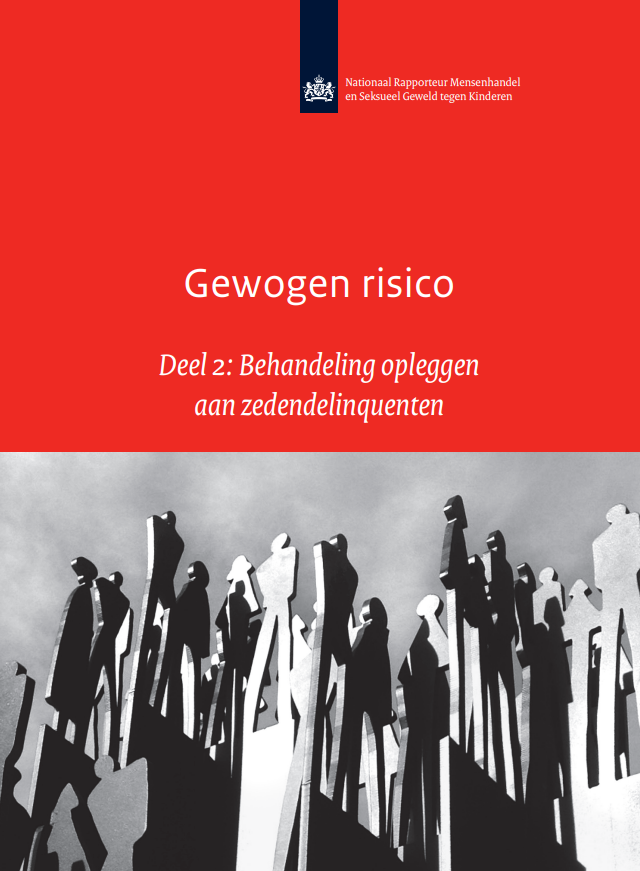 Nationaal Rapporteur Mensenhandel
en Seksueel Geweld tegen Kinderen
Gewogen risico
Deel 2: Behandeling opleggen
aan zedendelinquenten